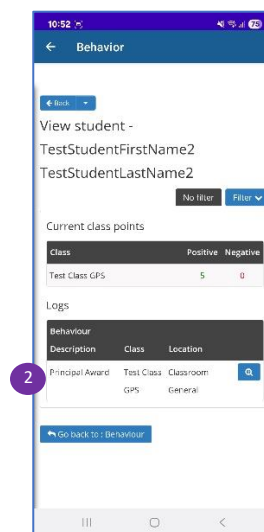 10:52 75
← Behavior
Back
View student -
TestStudentFirstName2
TestStudentLastName2
No filter Filter
Current class points
Class Positive Negative
Test Class GPS 5 0
Logs
Behaviour
Description Class Location
2 Principal Award Test Class Classroom
GPS General
Go back to : Behaviour